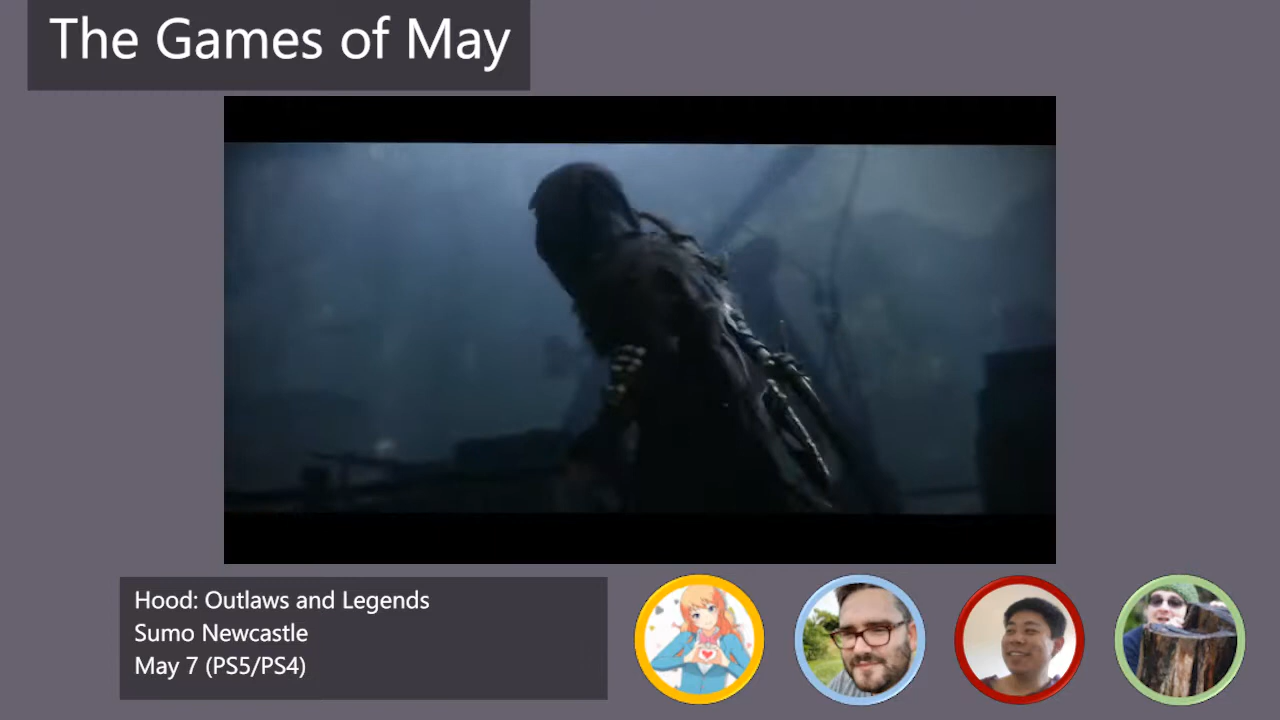 The Games of May
Hood: Outlaws and Legends
Sumo Newcastle
May 7 (PS5/PS4)